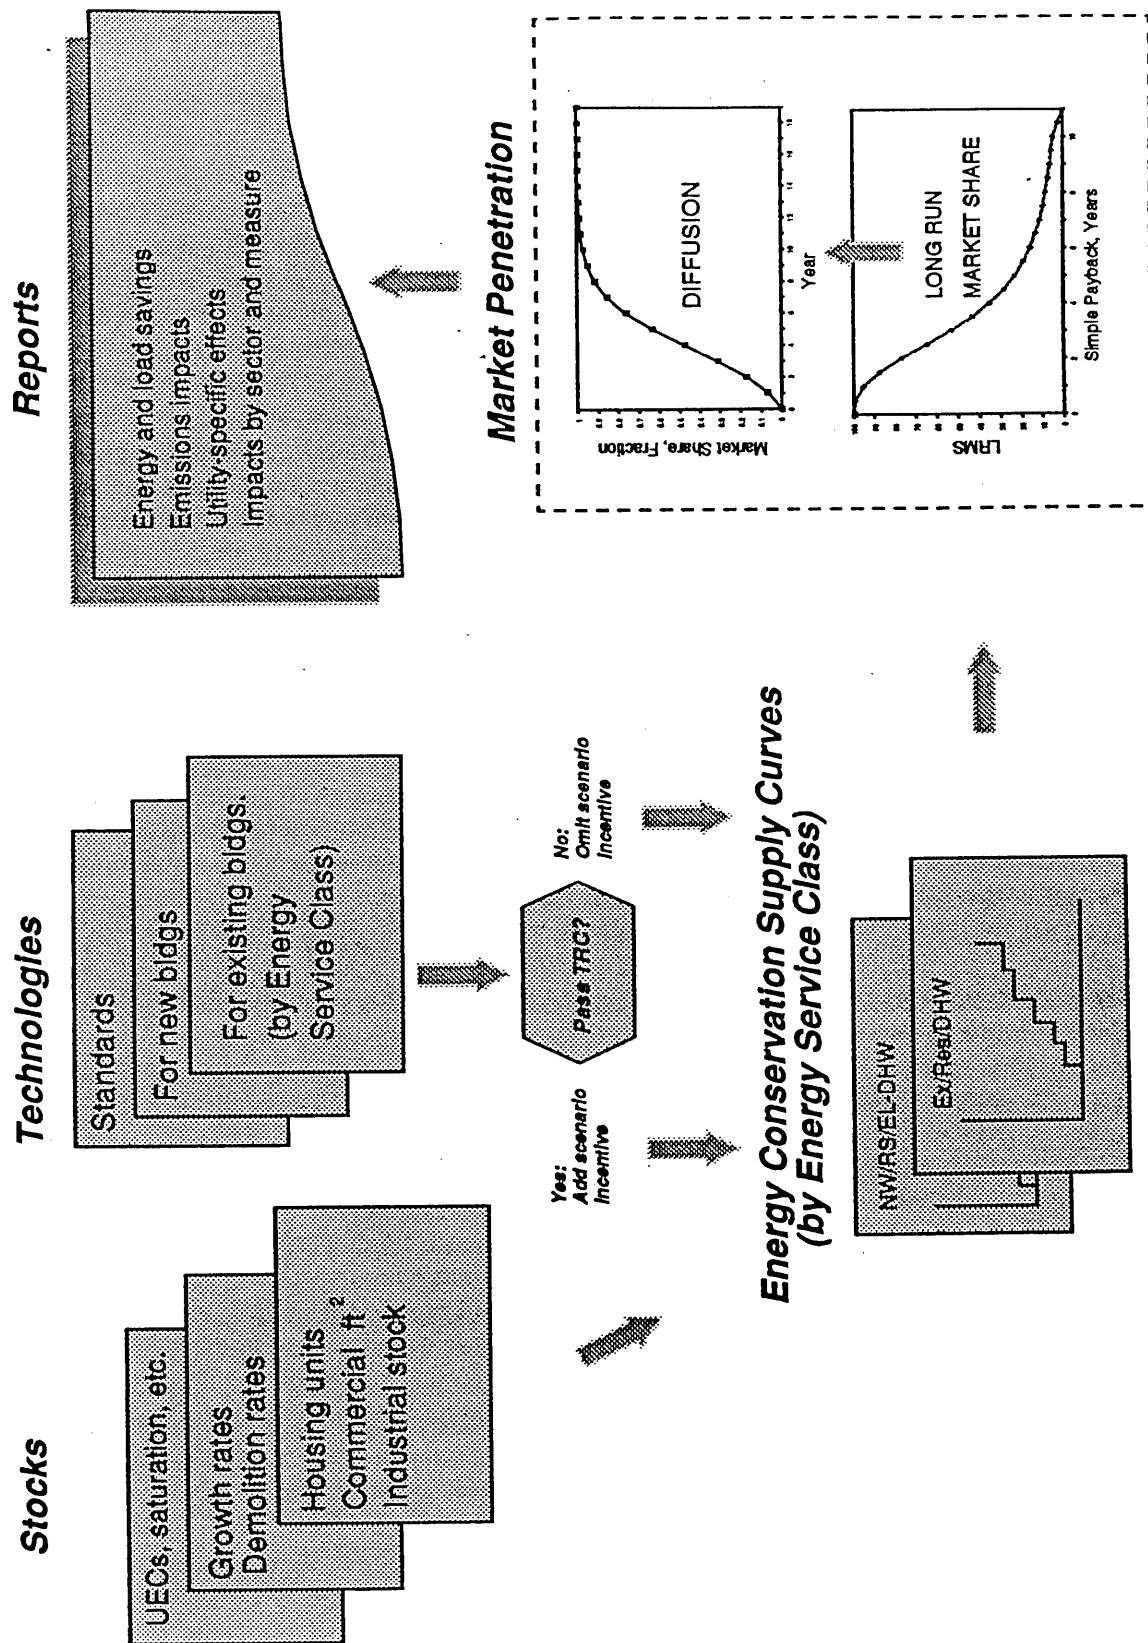 Stocks
UECs, saturation, etc.
Growth rates
Demolition rates
Housing units
Commercial ft²
Industrial stock
Technologies
Standards
For new bldgs
For existing bldgs.
(by Energy
Service Class)
Pass TRC?
Yes:
Add scenario
Incentive
No:
Omit scenario
Incentive
Energy Conservation Supply Curves
(by Energy Service Class)
NW/RS/EL-DHW
Ex/Res/DHW
Reports
Energy and load savings
Emissions impacts
Utility-specific effects
Impacts by sector and measure
Market Penetration
Market Share, Fraction
DIFFUSION
Year
LRMS
LONG RUN
MARKET SHARE
Simple Payback, Years